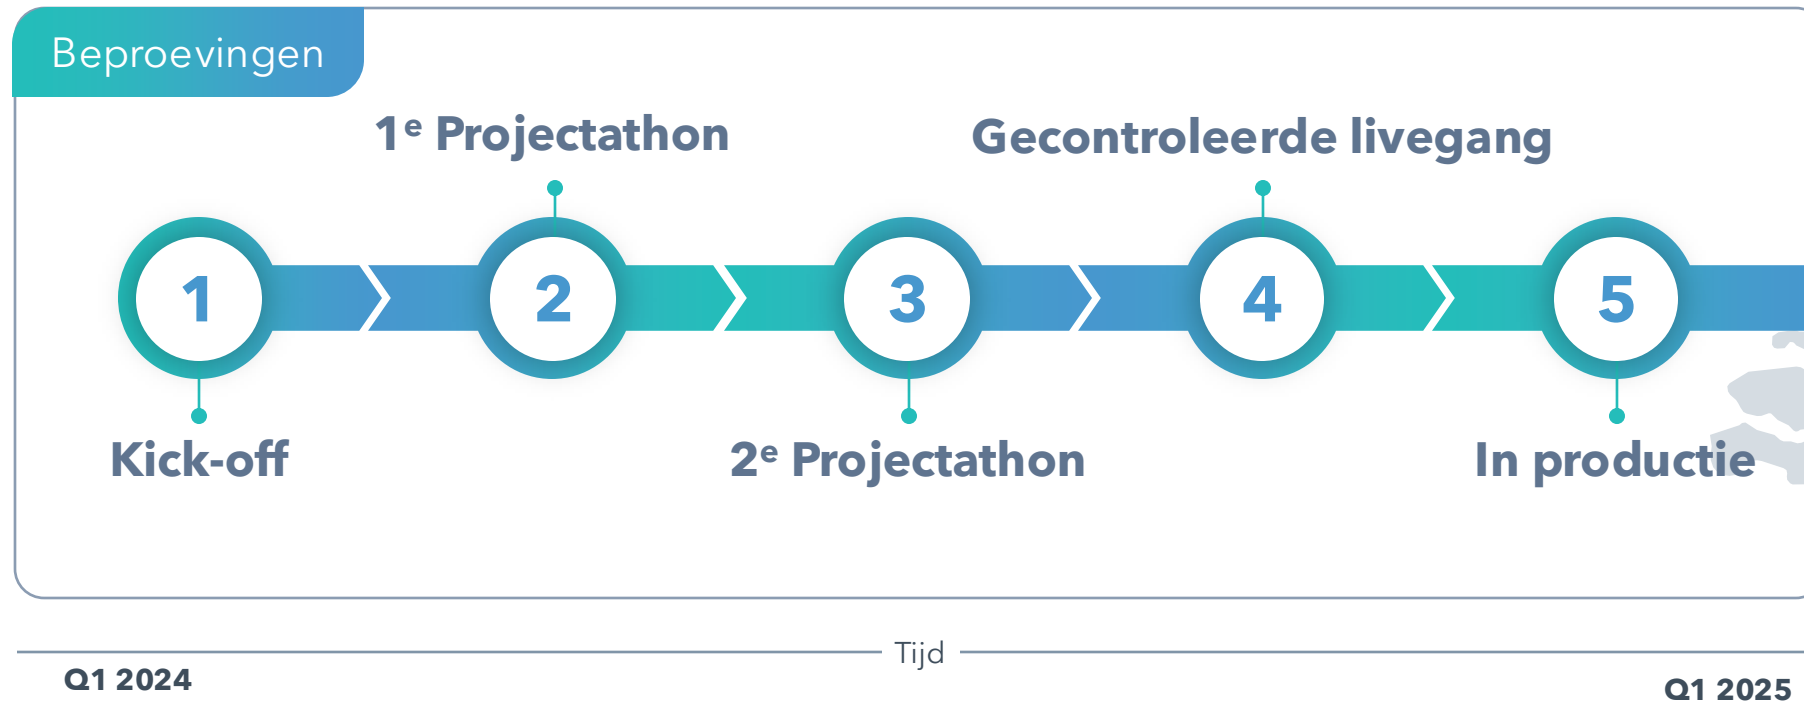 Beproevingen
1e Projectathon
Gecontroleerde livegang
1
2
3
4
5
Kick-off
2e Projectathon
In productie
Tijd
Q1 2024
Q1 2025